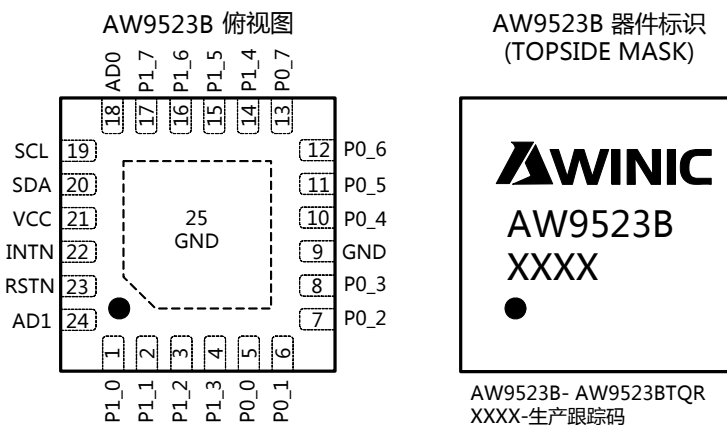 AW9523B 俯视图
AD0
P1_7
P1_6
P1_5
P1_4
P0_7
18
17
16
15
14
13
SCL 19
SDA 20
VCC 21
INTN 22
RSTN 23
AD1 24
25
GND
12 P0_6
11 P0_5
10 P0_4
9 GND
8 P0_3
7 P0_2
1
2
3
4
5
6
P1_0
P1_1
P1_2
P1_3
P0_0
P0_1
AW9523B 器件标识
(TOPSIDE MASK)
AWINIC
AW9523B
XXXX
AW9523B- AW9523BTQR
XXXX-生产跟踪码